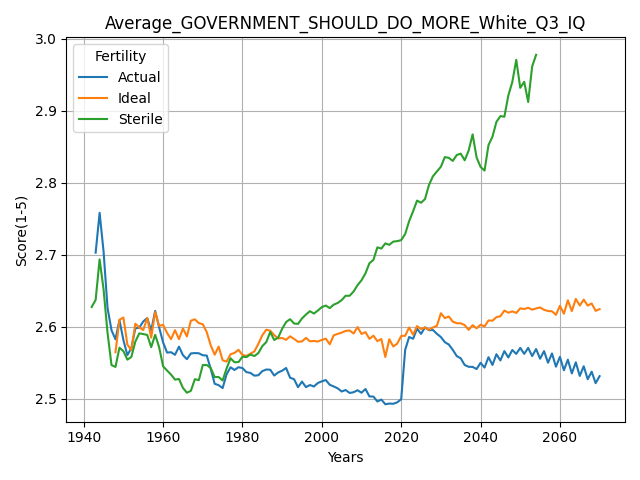 Average_GOVERNMENT_SHOULD_DO_MORE_White_Q3_IQ
Fertility
Actual
Ideal
Sterile
Score(1-5)
3.0
2.9
2.8
2.7
2.6
2.5
1940 1960 1980 2000 2020 2040 2060
Years